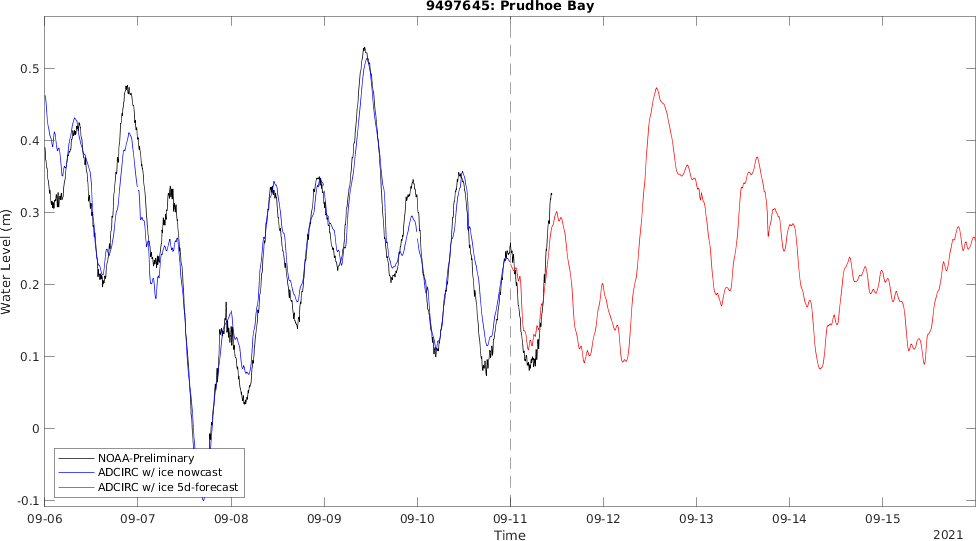 9497645: Prudhoe Bay
Water Level (m)
0.5
0.4
0.3
0.2
0.1
0
-0.1
NOAA-Preliminary
ADCIRC w/ ice nowcast
ADCIRC w/ ice 5d-forecast
09-06 09-07 09-08 09-09 09-10 09-11 09-12 09-13 09-14 09-15
Time
2021